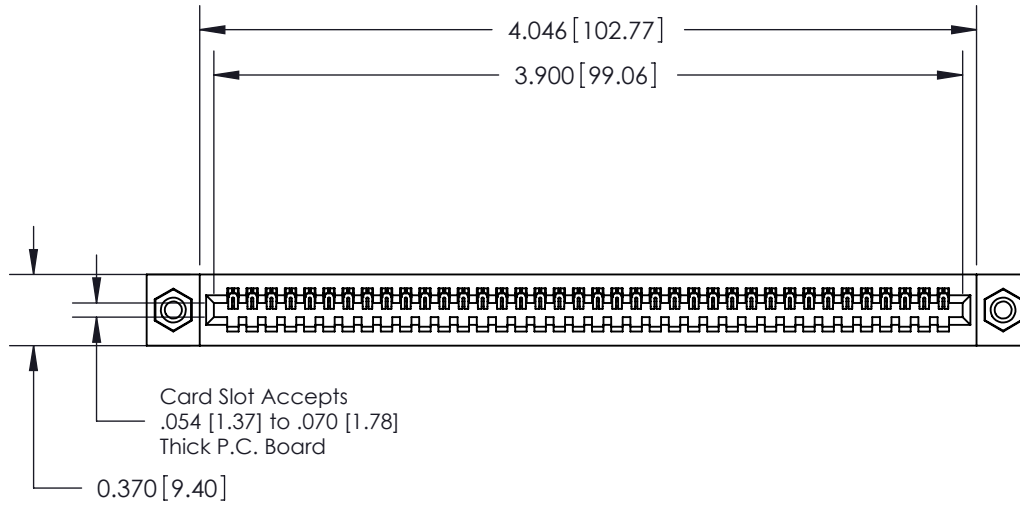 4.046[102.77]
3.900[99.06]
Card Slot Accepts
.054 [1.37] to .070 [1.78]
Thick P.C. Board
0.370[9.40]